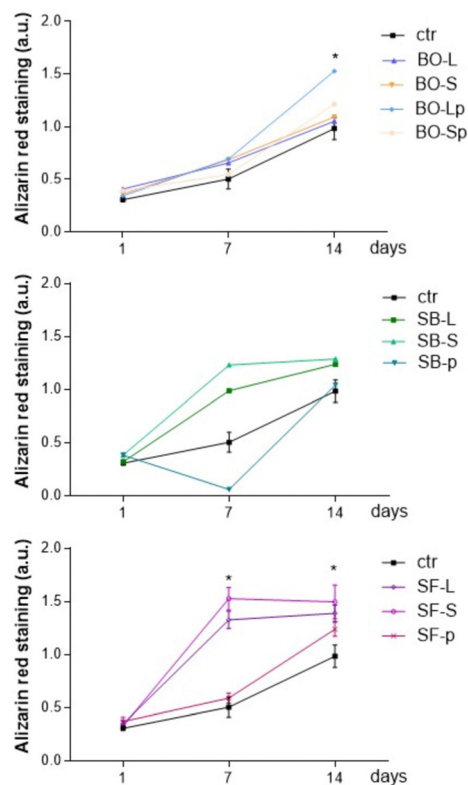 Alizarin red staining (a.u.)
2.0
1.5
1.0
0.5
0.0
*
1 7 14 days
ctr
BO-L
BO-S
BO-Lp
BO-Sp
Alizarin red staining (a.u.)
2.0
1.5
1.0
0.5
0.0
1 7 14 days
ctr
SB-L
SB-S
SB-p
Alizarin red staining (a.u.)
2.0
1.5
1.0
0.5
0.0
* *
1 7 14 days
ctr
SF-L
SF-S
SF-p